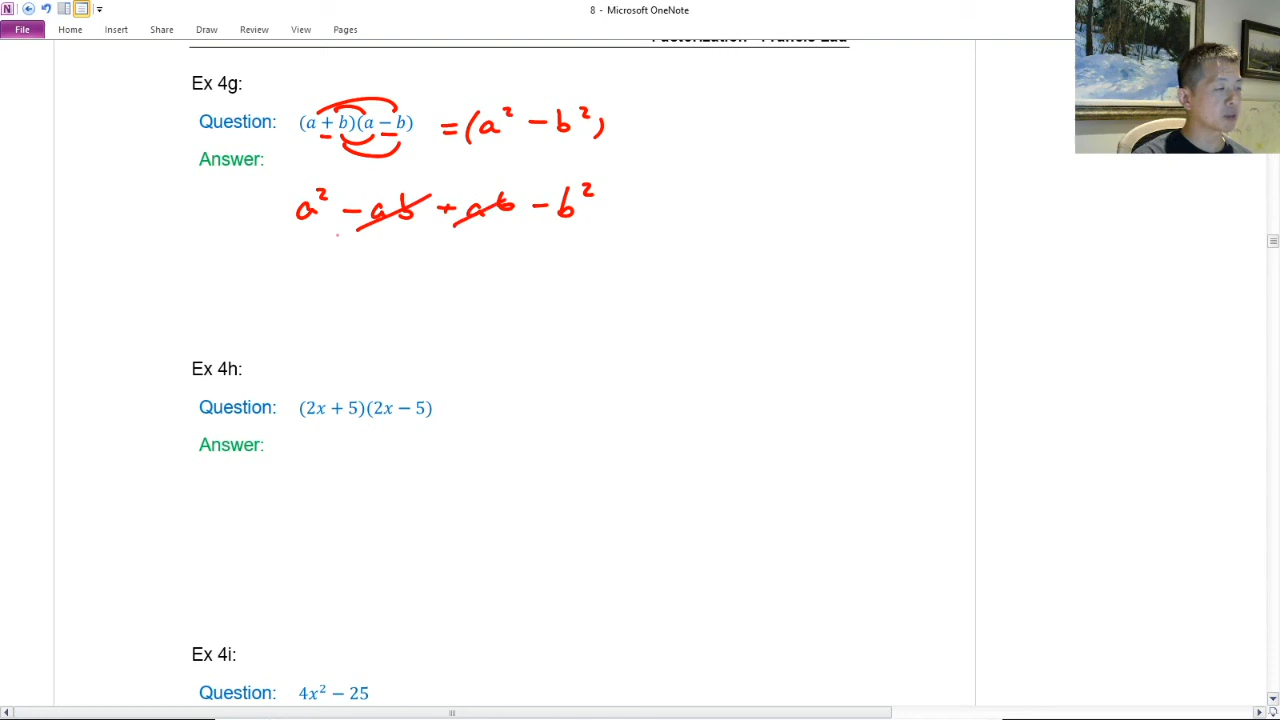 8 - Microsoft OneNote
File Home Insert Share Draw Review View Pages
Ex 4g:
Question: (a + b)(a − b) = (a² − b²)
Answer:
a² − ab + ab − b²
Ex 4h:
Question: (2x + 5)(2x − 5)
Answer:
Ex 4i:
Question: 4x² − 25